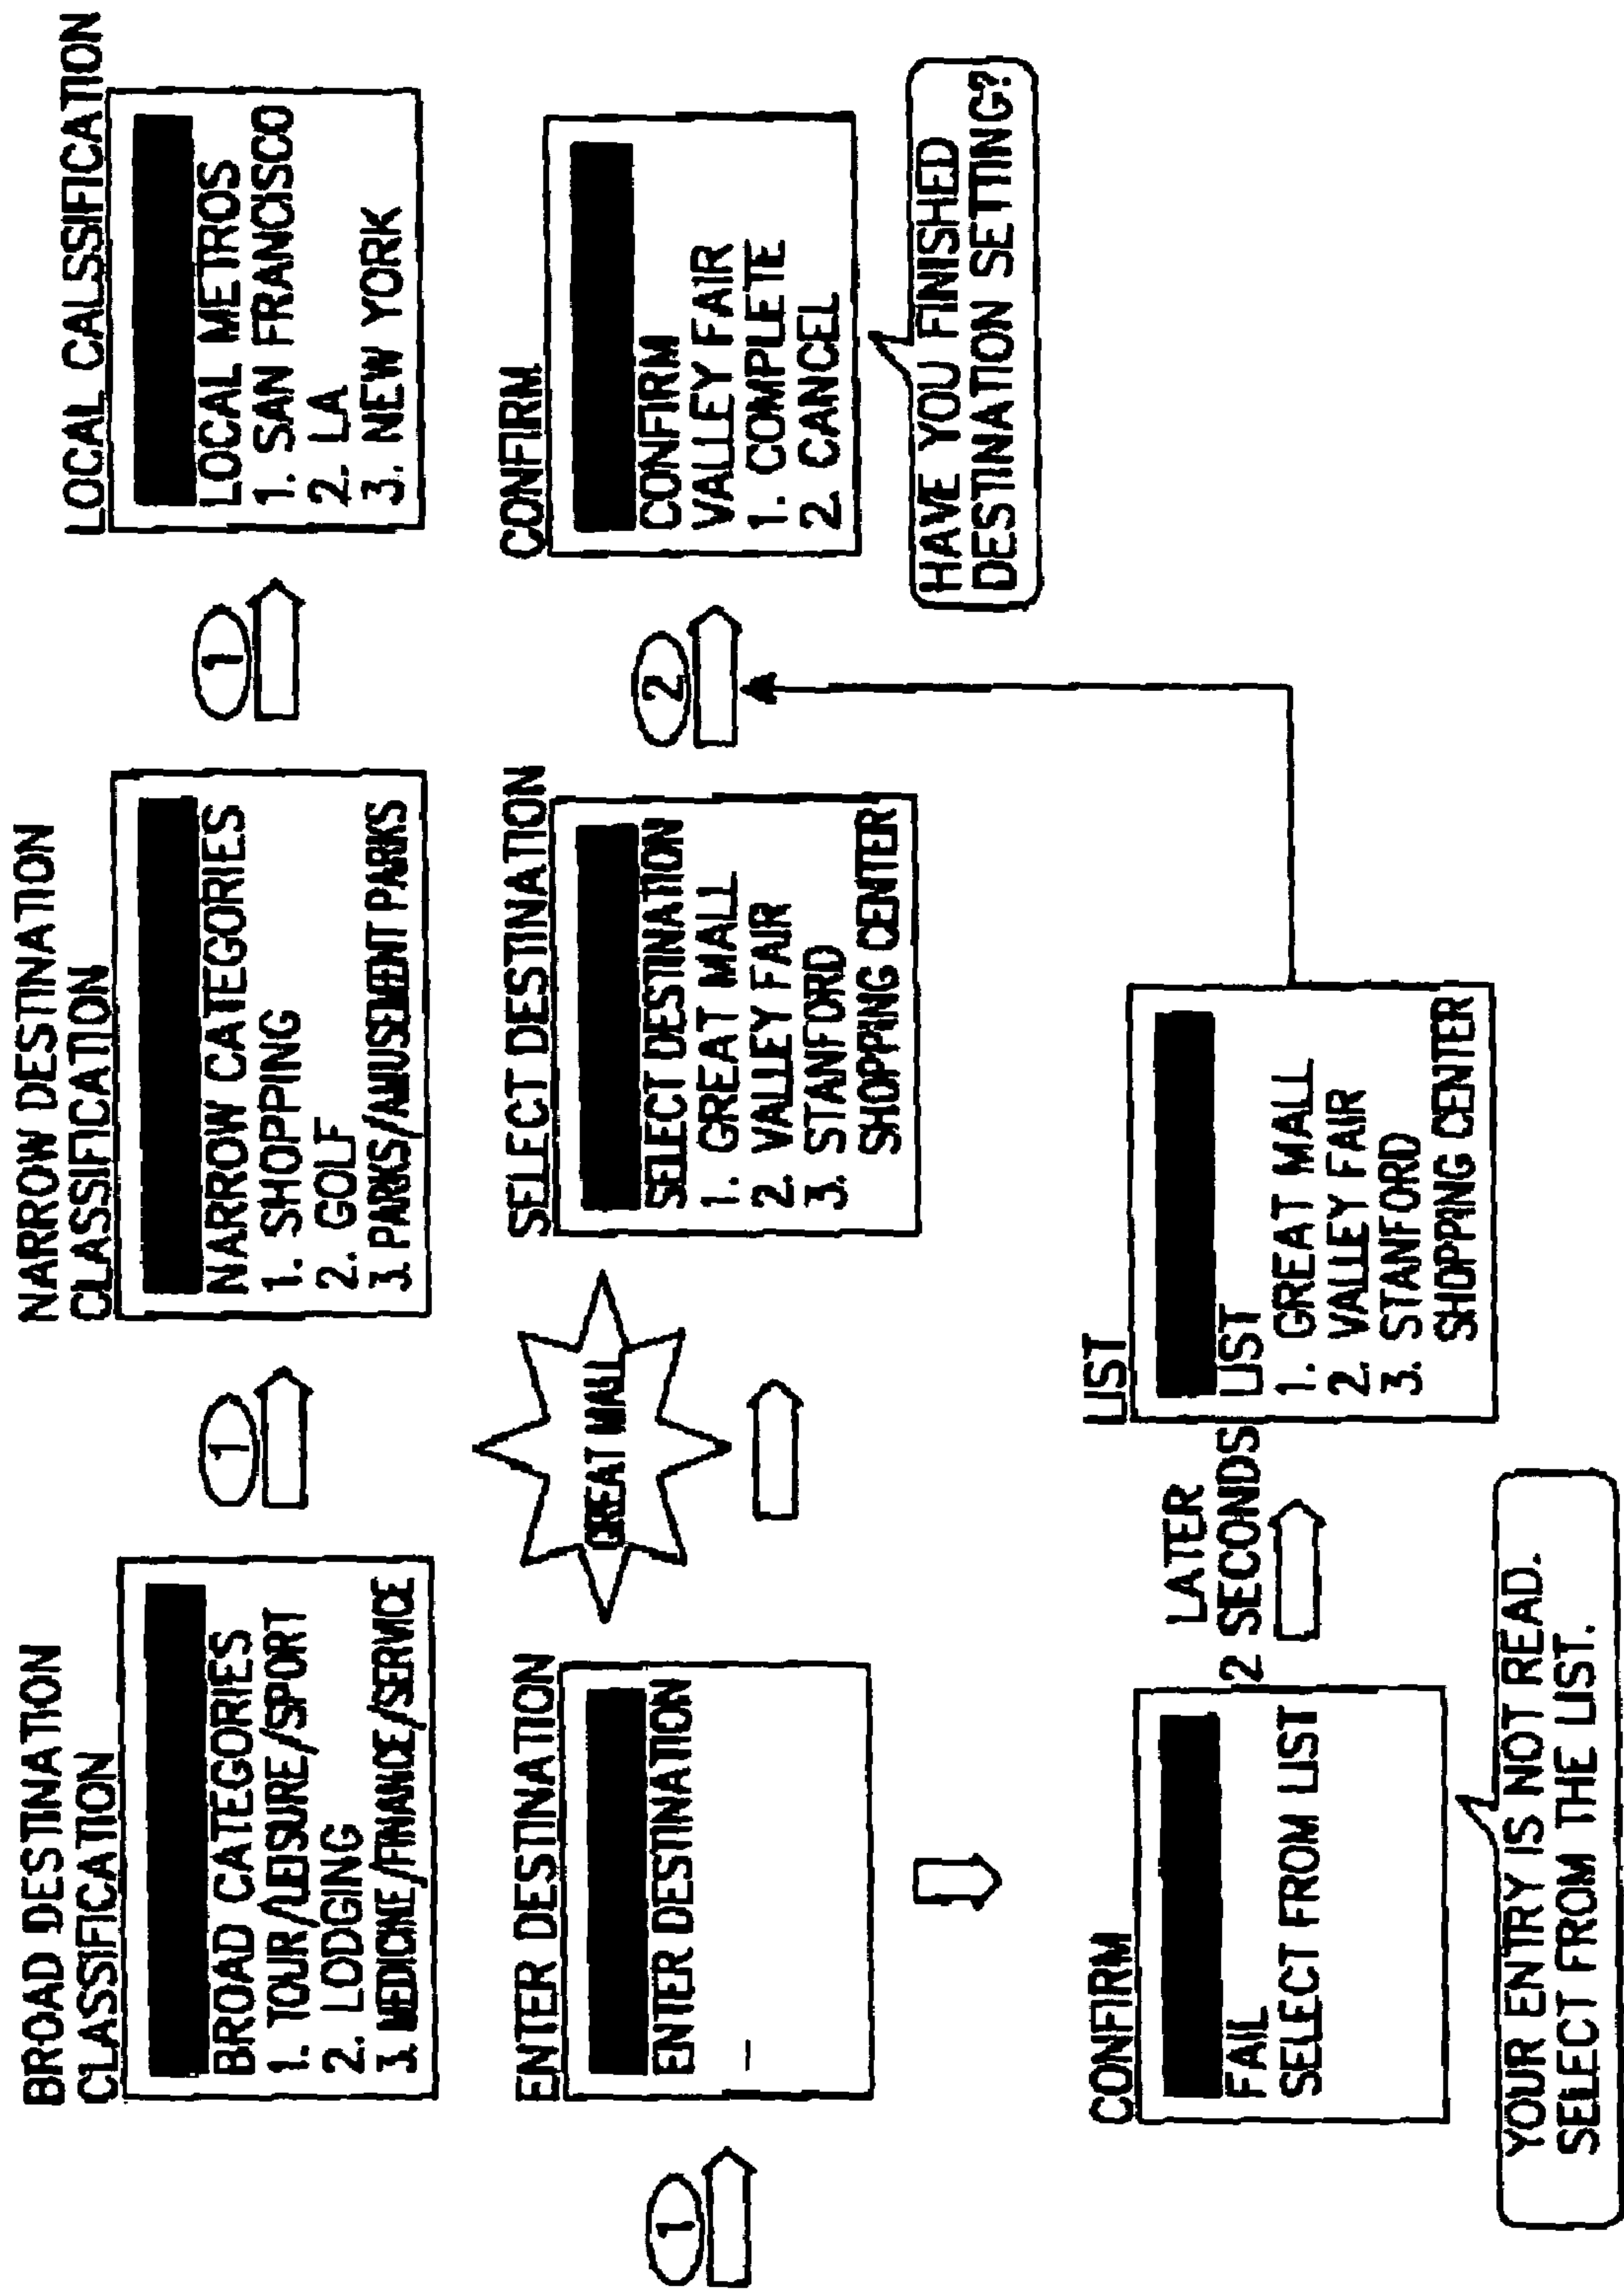 BROAD DESTINATION
CLASSIFICATION
BROAD CATEGORIES
1. TOUR/LEISURE/SPORT
2. LODGING
3. MEDICINE/FINANCE/SERVICE
1
NARROW DESTINATION
CLASSIFICATION
NARROW CATEGORIES
1. SHOPPING
2. GOLF
3. PARKS/AMUSEMENT PARKS
1
LOCAL CALSSIFICATION
LOCAL METROS
1. SAN FRANCISCO
2. LA
3. NEW YORK
1
ENTER DESTINATION
ENTER DESTINATION
_
GREAT MALL
SELECT DESTINATION
SELECT DESTINATION
1. GREAT MALL
2. VALLEY FAIR
3. STANFORD
SHOPPING CENTER
2
CONFIRM
CONFIRM
VALLEY FAIR
1. COMPLETE
2. CANCEL
HAVE YOU FINISHED
DESTINATION SETTING?
CONFIRM
FAIL
SELECT FROM LIST
YOUR ENTRY IS NOT READ.
SELECT FROM THE LIST.
LATER
2 SECONDS
LIST
LIST
1. GREAT MALL
2. VALLEY FAIR
3. STANFORD
SHOPPING CENTER